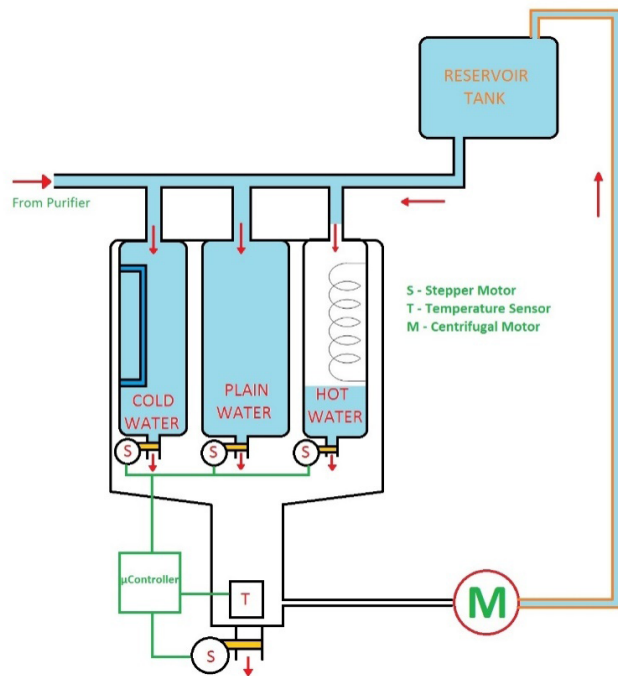 RESERVOIR
TANK
From Purifier
S - Stepper Motor
T - Temperature Sensor
M - Centrifugal Motor
COLD
WATER
PLAIN
WATER
HOT
WATER
S
S
S
µController
T
M
S